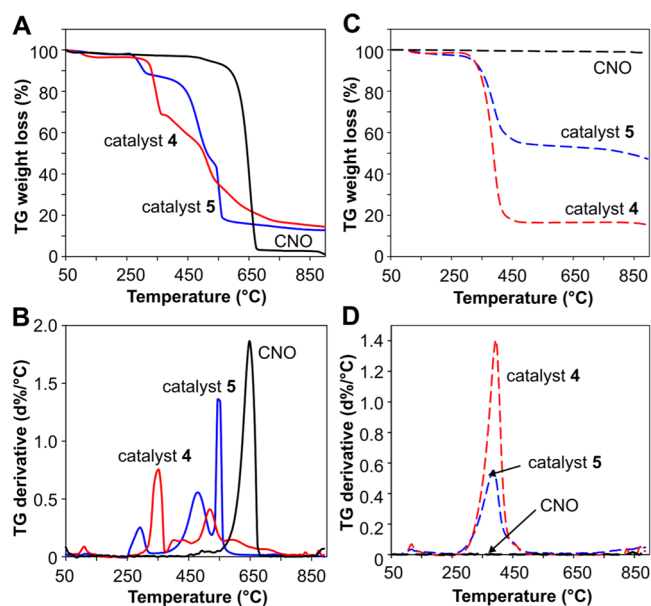 A
TG weight loss (%)
100
80
60
40
20
0
catalyst 4
catalyst 5
CNO
50 250 450 650 850
Temperature (°C)
C
TG weight loss (%)
100
80
60
40
20
0
CNO
catalyst 5
catalyst 4
50 250 450 650 850
Temperature (°C)
B
TG derivative (d%/°C)
2.0
1.5
1.0
0.5
0
CNO
catalyst 5
catalyst 4
50 250 450 650 850
Temperature (°C)
D
TG derivative (d%/°C)
1.4
1.2
1.0
0.8
0.6
0.4
0.2
0
catalyst 4
catalyst 5
CNO
50 250 450 650 850
Temperature (°C)